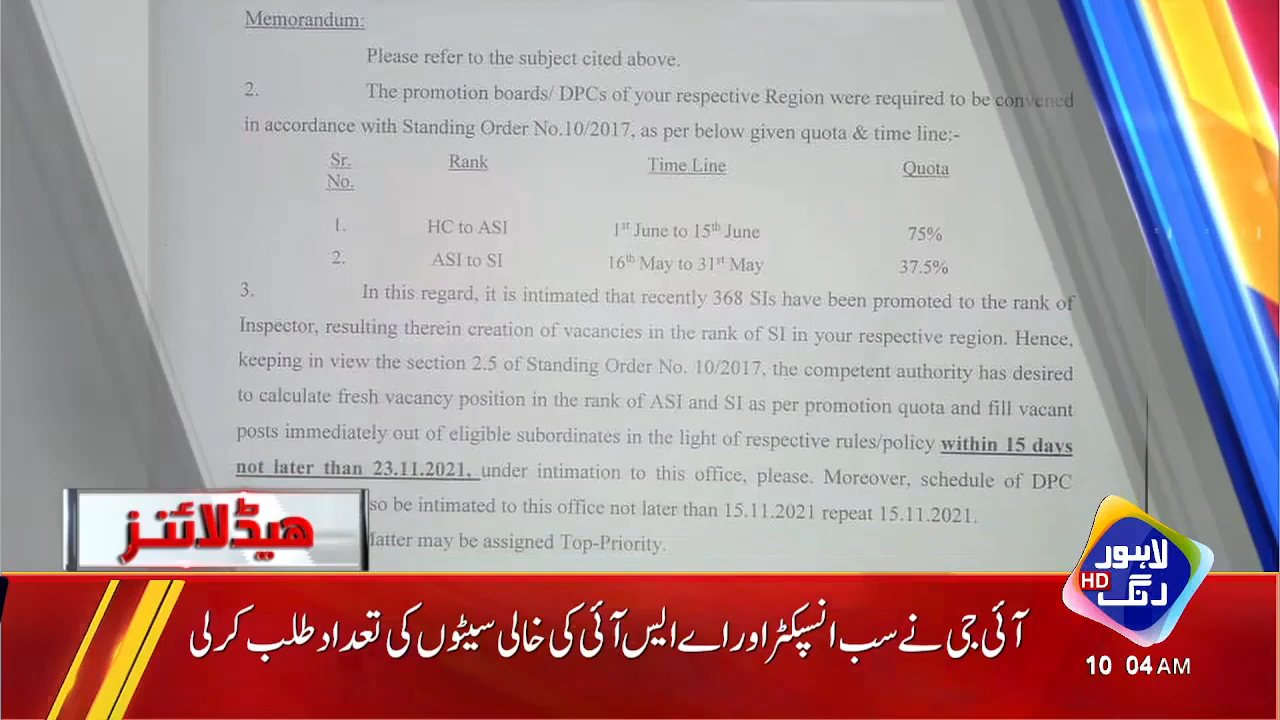 Memorandum:
Please refer to the subject cited above.
2. The promotion boards/ DPCs of your respective Region were required to be convened
in accordance with Standing Order No.10/2017, as per below given quota & time line:-
Sr. No. Rank Time Line Quota
1. HC to ASI 1st June to 15th June 75%
2. ASI to SI 16th May to 31st May 37.5%
3. In this regard, it is intimated that recently 368 SIs have been promoted to the rank of
Inspector, resulting therein creation of vacancies in the rank of SI in your respective region. Hence,
keeping in view the section 2.5 of Standing Order No. 10/2017, the competent authority has desired
to calculate fresh vacancy position in the rank of ASI and SI as per promotion quota and fill vacant
posts immediately out of eligible subordinates in the light of respective rules/policy within 15 days
not later than 23.11.2021, under intimation to this office, please. Moreover, schedule of DPC
so be intimated to this office not later than 15.11.2021 repeat 15.11.2021.
atter may be assigned Top-Priority.
ہیڈلائنز
لاہور
HD رنگ
آئی جی نے سب انسپکٹر اور اے ایس آئی کی خالی سیٹوں کی تعداد طلب کرلی
10 04 AM